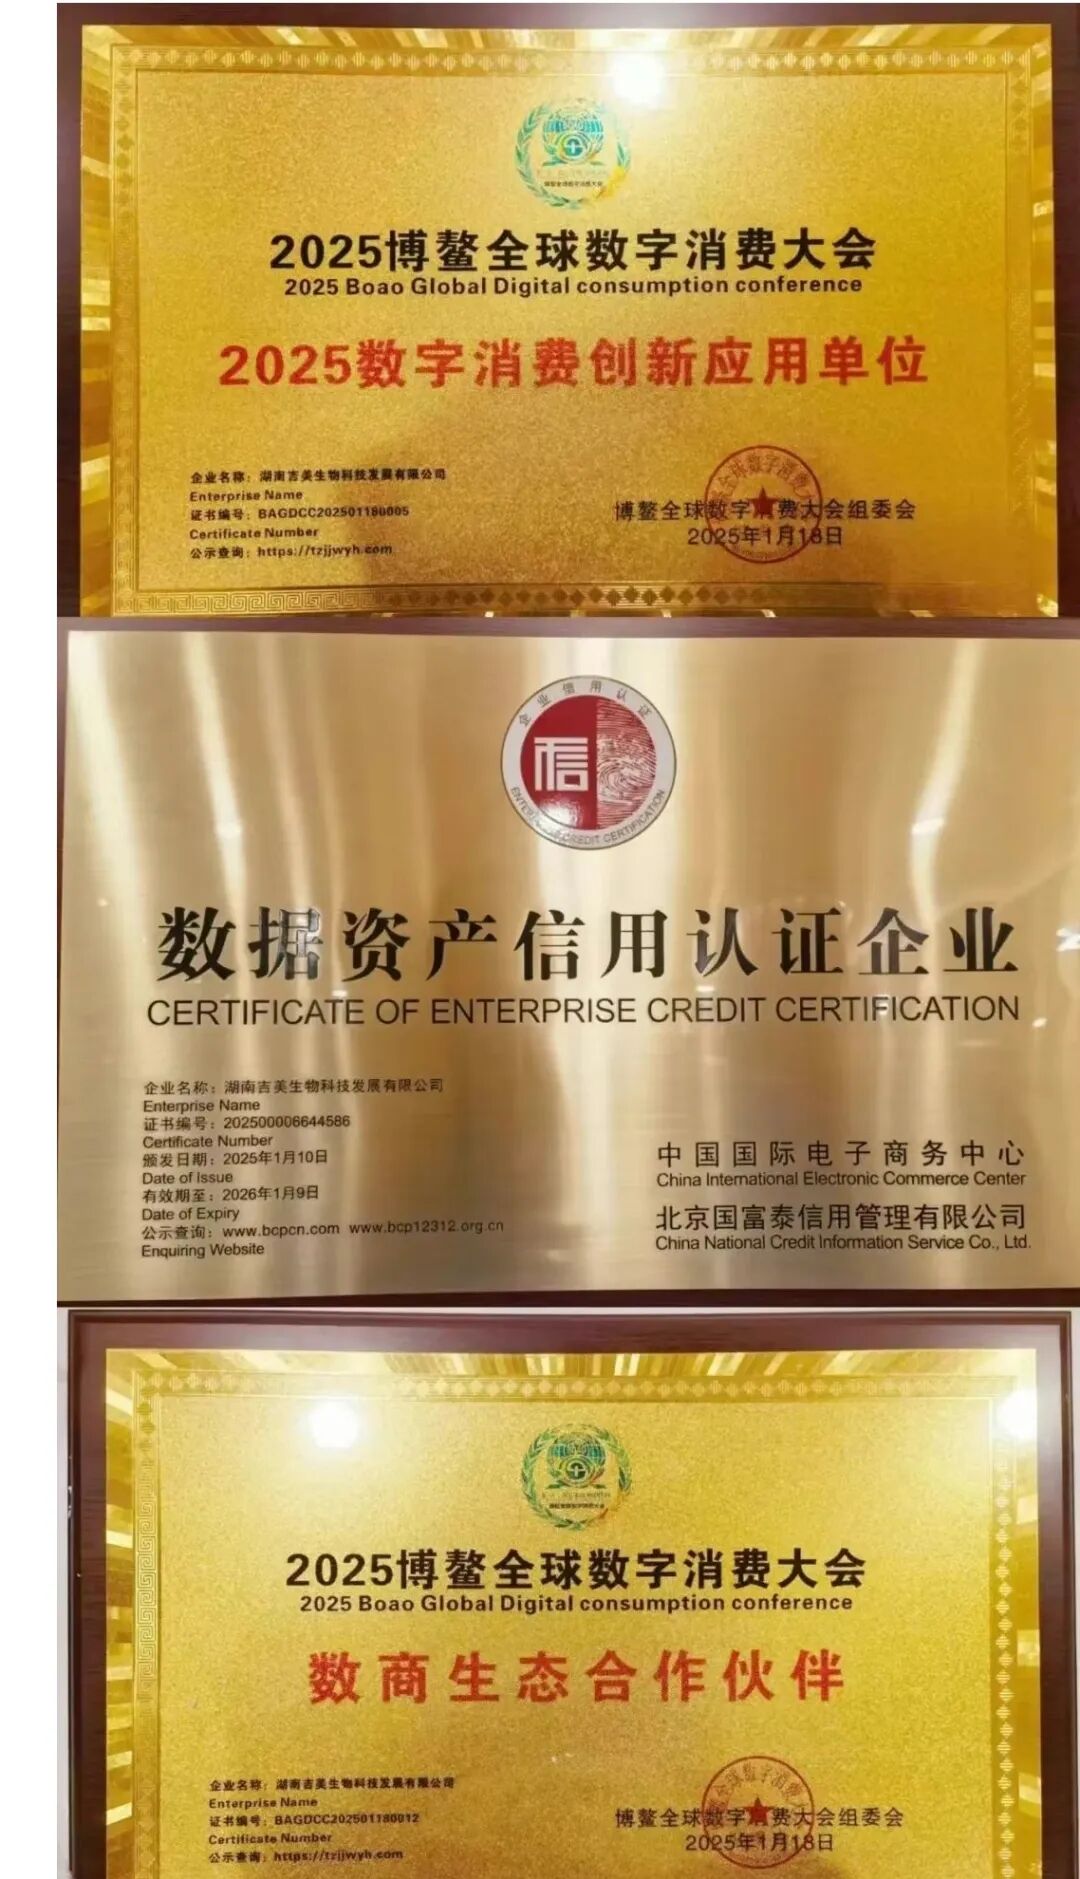 2025博鳌全球数字消费大会
2025 Boao Global Digital consumption conference
2025数字消费创新应用单位
企业名称：湖南吉美生物科技发展有限公司
Enterprise Name
证书编号：BAGDCC202501180005
Certificate Number
公示查询：https://tzjjwyh.com
博鳌全球数字消费大会组委会
2025年1月18日
企业信用认证
信
ENTERPRISE CREDIT CERTIFICATION
数据资产信用认证企业
CERTIFICATE OF ENTERPRISE CREDIT CERTIFICATION
企业名称：湖南吉美生物科技发展有限公司
Enterprise Name
证书编号：202500006644586
Certificate Number
颁发日期：2025年1月10日
Date of Issue
有效期至：2026年1月9日
Date of Expiry
公示查询：www.bcpcn.com www.bcp12312.org.cn
Enquiring Website
中国国际电子商务中心
China International Electronic Commerce Center
北京国富泰信用管理有限公司
China National Credit Information Service Co., Ltd.
2025博鳌全球数字消费大会
2025 Boao Global Digital consumption conference
数商生态合作伙伴
企业名称：湖南吉美生物科技发展有限公司
Enterprise Name
证书编号：BAGDCC202501180012
Certificate Number
公示查询：https://tzjjwyh.com
博鳌全球数字消费大会组委会
2025年1月18日